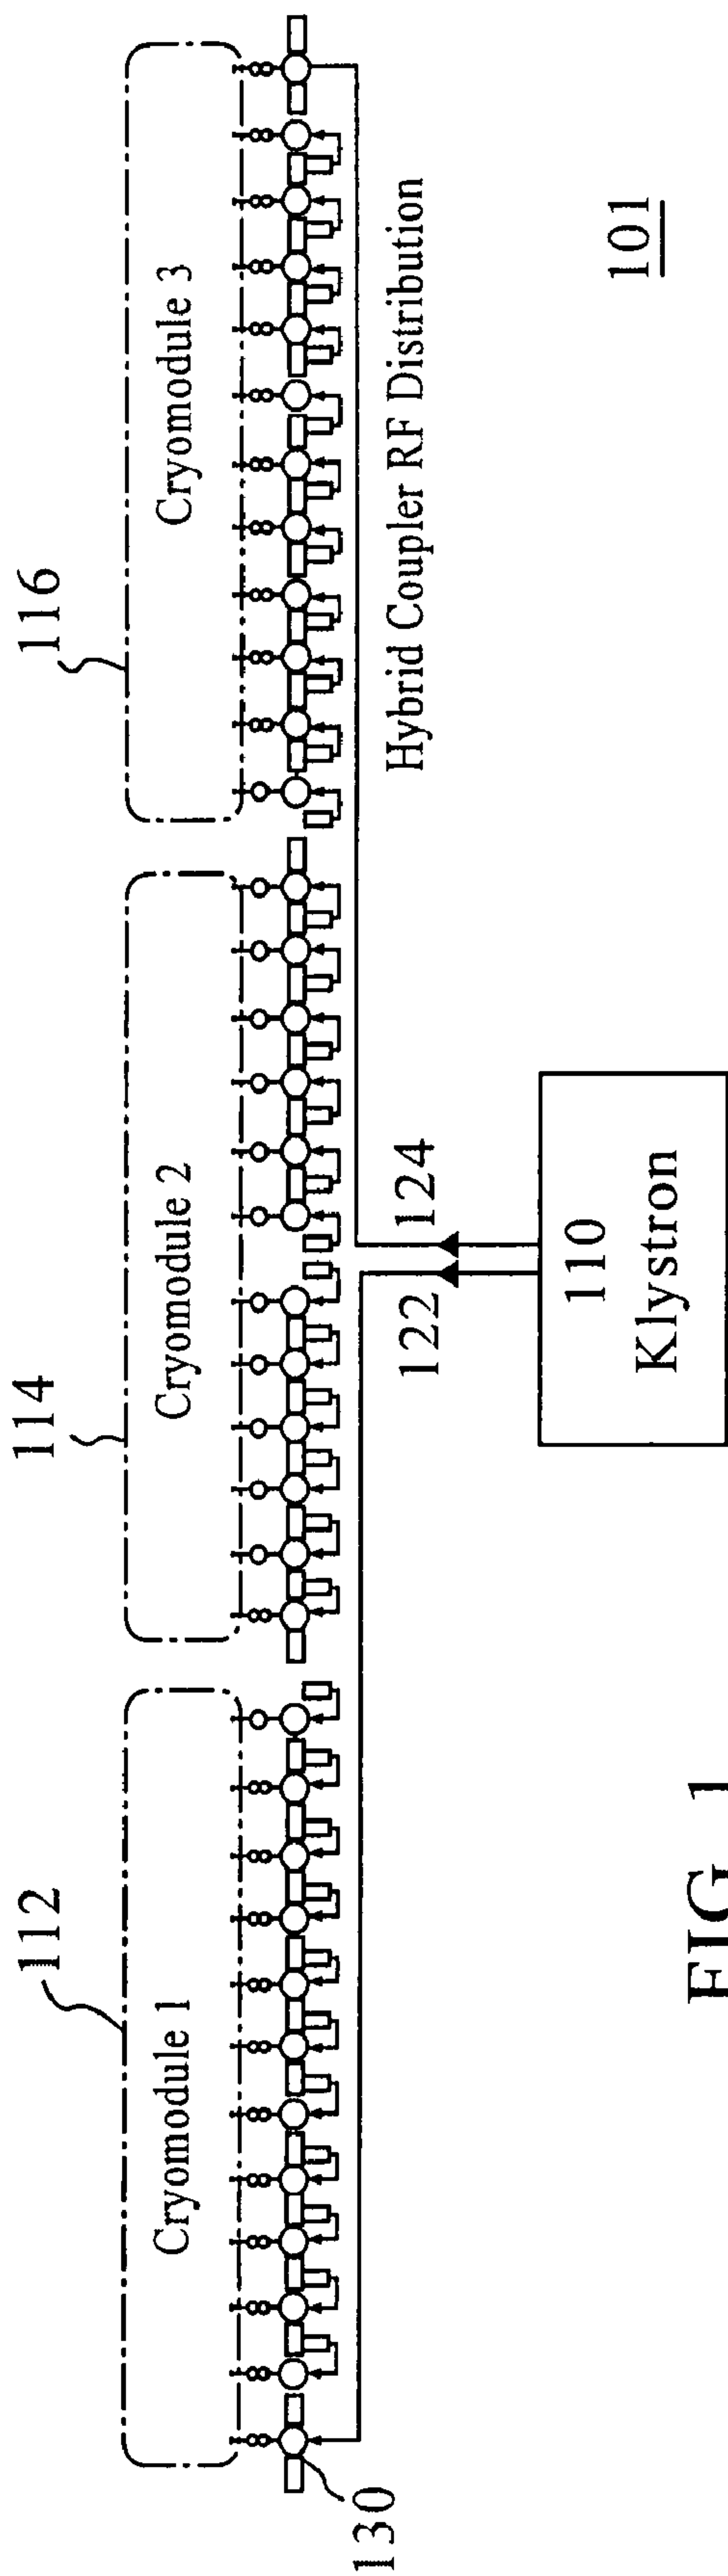 112
114
116
Cryomodule 1
Cryomodule 2
Cryomodule 3
130
Hybrid Coupler RF Distribution
122
124
110
Klystron
101
FIG. 1